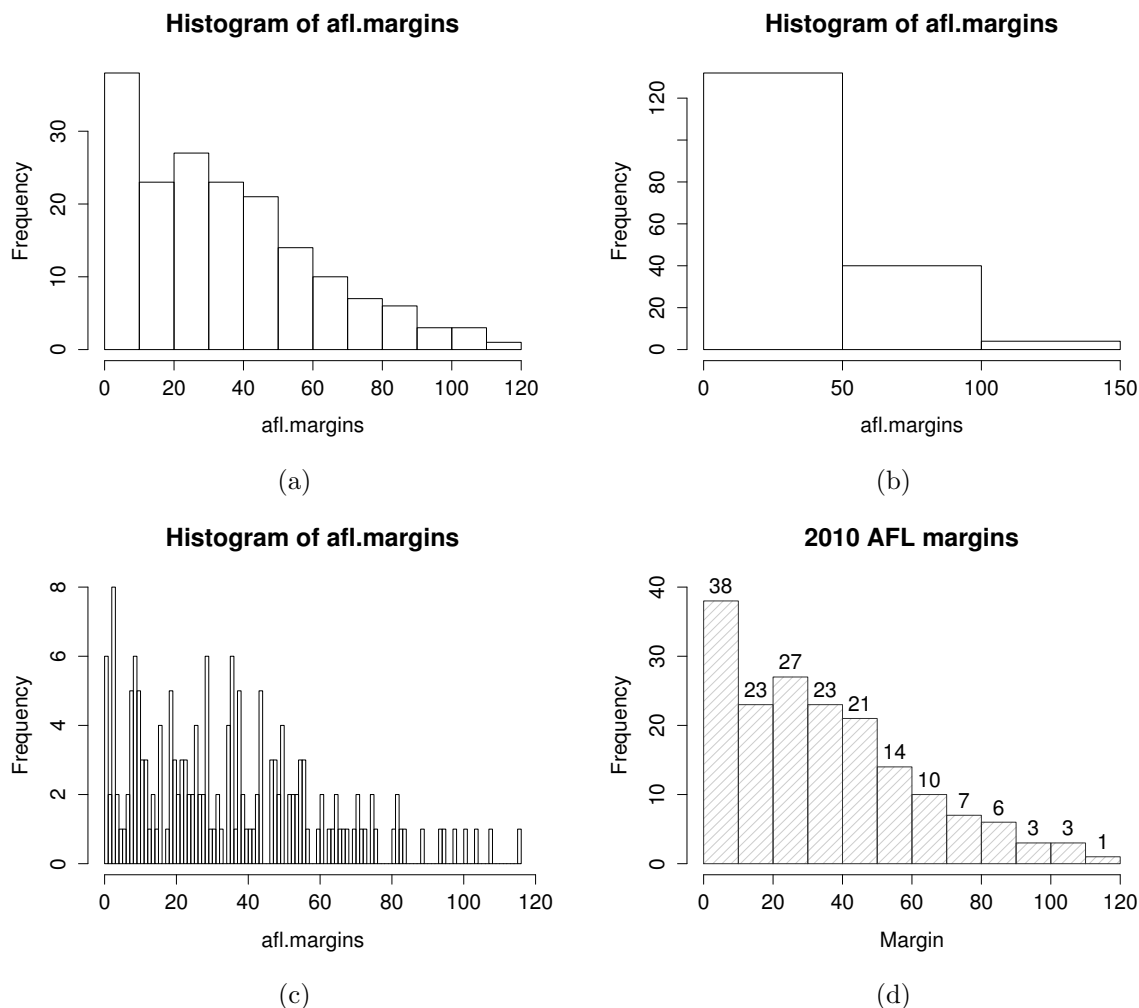 Histogram of afl.margins
Frequency
0 10 20 30
0 20 40 60 80 100 120
afl.margins
(a)
Histogram of afl.margins
Frequency
0 20 40 60 80 120
0 50 100 150
afl.margins
(b)
Histogram of afl.margins
Frequency
0 2 4 6 8
0 20 40 60 80 100 120
afl.margins
(c)
2010 AFL margins
Frequency
0 10 20 30 40
38 23 27 23 21 14 10 7 6 3 3 1
0 20 40 60 80 100 120
Margin
(d)